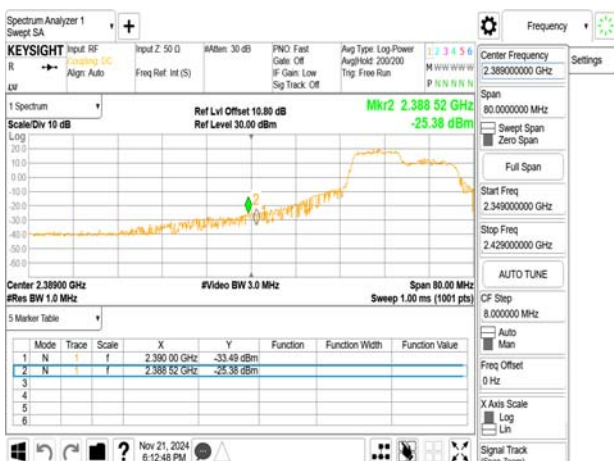 Spectrum Analyzer 1
Swept SA
+
Frequency
Settings
KEYSIGHT
R
Input: RF
Coupling: DC
Align: Auto
Input Z: 50 Ω
Freq Ref: Int (S)
#Atten: 30 dB
PNO: Fast
Gate: Off
IF Gain: Low
Sig Track: Off
Avg Type: Log-Power
Avg|Hold: 200/200
Trig: Free Run
1 2 3 4 5 6
M W W W W W
P N N N N N
1 Spectrum
Scale/Div 10 dB
Ref Lvl Offset 10.80 dB
Ref Level 30.00 dBm
Mkr2 2.388 52 GHz
-25.38 dBm
Log
20.0
10.0
0.00
-10.0
-20.0
-30.0
-40.0
-50.0
-60.0
2
Center 2.38900 GHz
#Res BW 1.0 MHz
#Video BW 3.0 MHz
Span 80.00 MHz
Sweep 1.00 ms (1001 pts)
5 Marker Table
Mode Trace Scale X Y Function Function Width Function Value
1 N 1 f 2.390 00 GHz -33.49 dBm
2 N 1 f 2.388 52 GHz -25.38 dBm
3
4
5
6
Nov 21, 2024
6:12:48 PM
?
Center Frequency
2.389000000 GHz
Span
80.0000000 MHz
Swept Span
Zero Span
Full Span
Start Freq
2.349000000 GHz
Stop Freq
2.429000000 GHz
AUTO TUNE
CF Step
8.000000 MHz
Auto
Man
Freq Offset
0 Hz
X Axis Scale
Log
Lin
Signal Track
(Span Zoom)